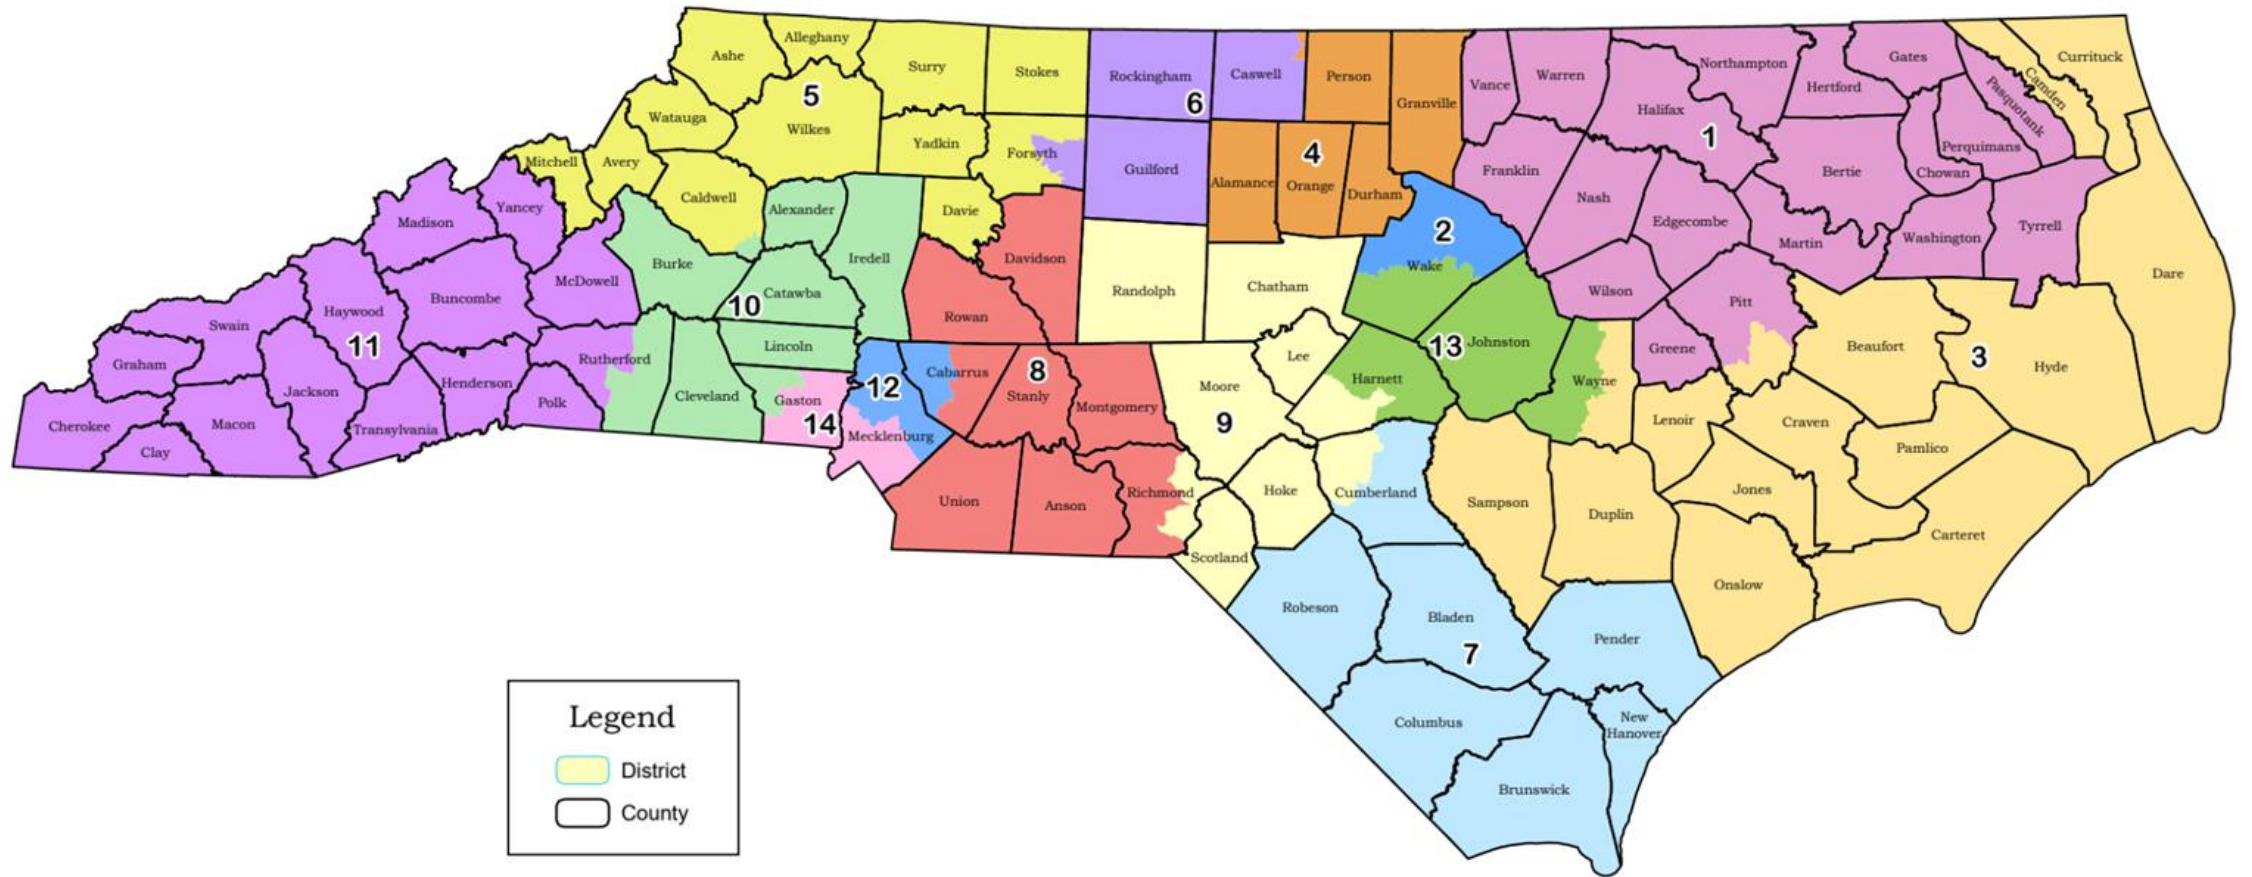 Ashe
Alleghany
Surry
Stokes
Rockingham
6
Caswell
Person
Granville
Vance
Warren
Northampton
Halifax
1
Hertford
Gates
Pasquotank
Camden
Currituck
5
Wilkes
Watauga
Yadkin
Forsyth
Guilford
Alamance
4
Orange
Durham
Franklin
Nash
Edgecombe
Bertie
Chowan
Perquimans
Martin
Washington
Tyrrell
Dare
Mitchell
Avery
Caldwell
Alexander
Davie
Davidson
Iredell
Madison
Yancey
Burke
McDowell
Buncombe
Haywood
11
Swain
Graham
Cherokee
Clay
Macon
Jackson
Transylvania
Henderson
Polk
Rutherford
Cleveland
10
Catawba
Lincoln
Gaston
14
12
Mecklenburg
Cabarrus
Rowan
8
Stanly
Montgomery
Union
Anson
Richmond
Randolph
Chatham
2
Wake
Lee
Moore
9
Harnett
13
Johnston
Wayne
Wilson
Greene
Pitt
Beaufort
3
Hyde
Lenoir
Craven
Pamlico
Jones
Carteret
Onslow
Duplin
Sampson
Cumberland
Hoke
Scotland
Robeson
Bladen
7
Pender
Columbus
New
Hanover
Brunswick
Legend
District
County